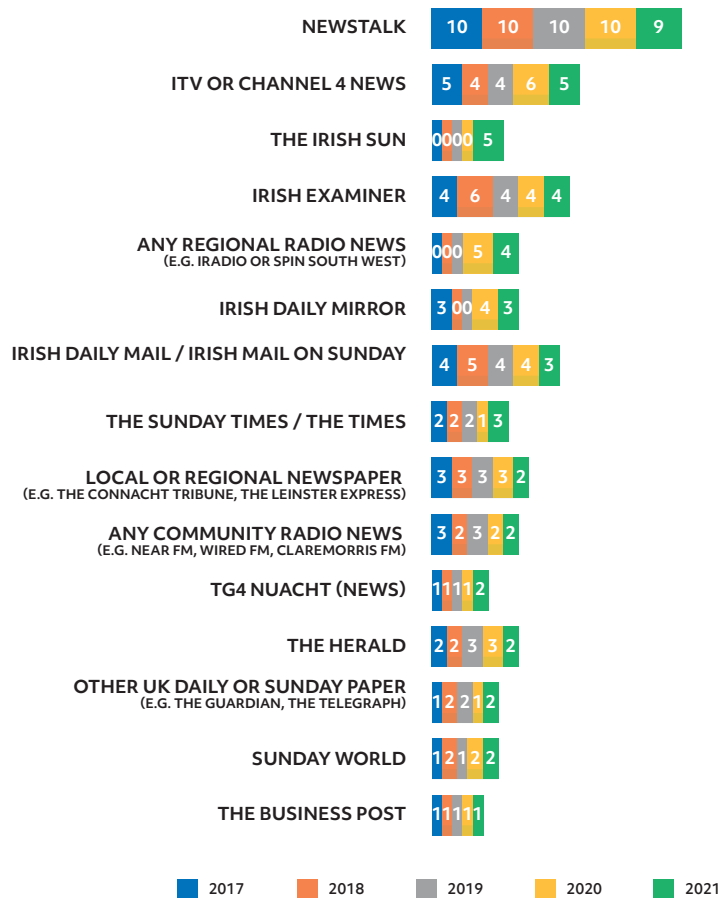 NEWSTALK 10 10 10 10 9
ITV OR CHANNEL 4 NEWS 5 4 4 6 5
THE IRISH SUN 0 0 0 0 5
IRISH EXAMINER 4 6 4 4 4
ANY REGIONAL RADIO NEWS 0 0 0 5 4
(E.G. IRADIO OR SPIN SOUTH WEST)
IRISH DAILY MIRROR 3 0 0 4 3
IRISH DAILY MAIL / IRISH MAIL ON SUNDAY 4 5 4 4 3
THE SUNDAY TIMES / THE TIMES 2 2 2 1 3
LOCAL OR REGIONAL NEWSPAPER 3 3 3 3 2
(E.G. THE CONNACHT TRIBUNE, THE LEINSTER EXPRESS)
ANY COMMUNITY RADIO NEWS 3 2 3 2 2
(E.G. NEAR FM, WIRED FM, CLAREMORRIS FM)
TG4 NUACHT (NEWS) 1 1 1 1 2
THE HERALD 2 2 3 3 2
OTHER UK DAILY OR SUNDAY PAPER 1 2 2 1 2
(E.G. THE GUARDIAN, THE TELEGRAPH)
SUNDAY WORLD 1 2 1 2 2
THE BUSINESS POST 1 1 1 1 1
2017 2018 2019 2020 2021